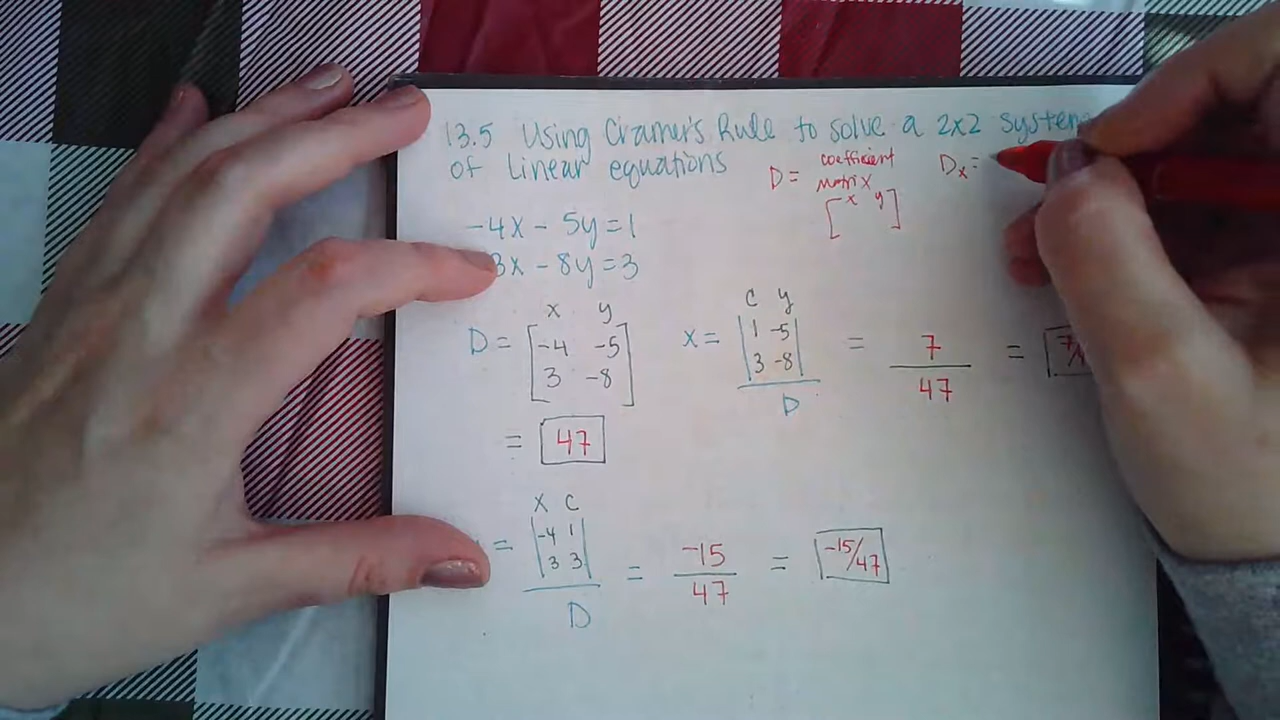 13.5 Using Cramer's Rule to solve a 2x2 system
of linear equations
D = coefficient matrix
[x y]
Dx =
-4x - 5y = 1
3x - 8y = 3
x y
D = [-4 -5
3 -8]
= 47
c y
x = |1 -5|
|3 -8|
D
= 7
47
=
x c
= |-4 1|
|3 3|
D
= -15
47
= -15/47